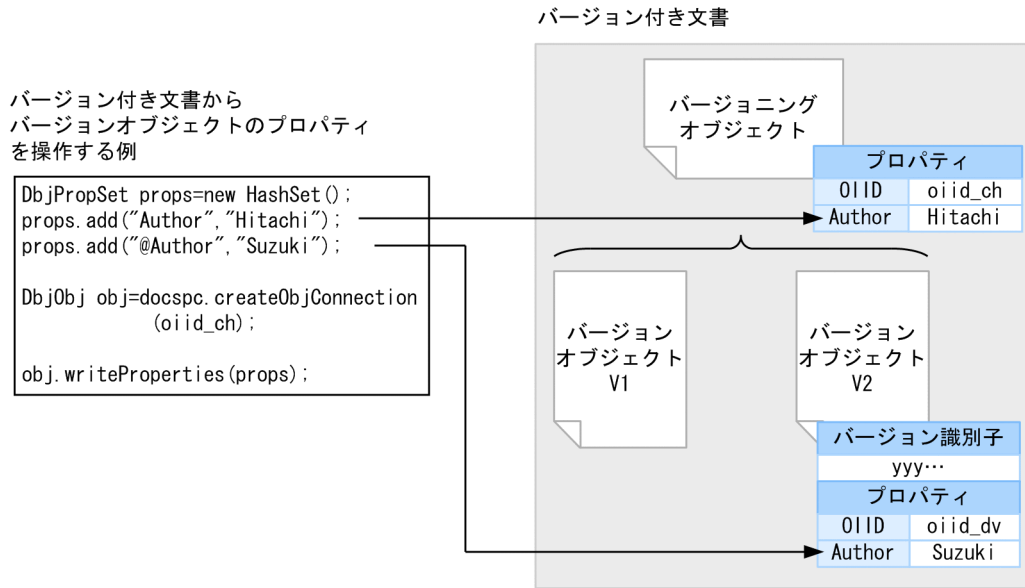 バージョン付き文書
バージョン付き文書から
バージョンオブジェクトのプロパティ
を操作する例
DbjPropSet props=new HashSet();
props.add("Author","Hitachi");
props.add("@Author","Suzuki");
DbjObj obj=docspc.createObjConnection
(oiid_ch);
obj.writeProperties(props);
バージョニング
オブジェクト
プロパティ
OIID oiid_ch
Author Hitachi
バージョン
オブジェクト
V1
バージョン
オブジェクト
V2
バージョン識別子
yyy…
プロパティ
OIID oiid_dv
Author Suzuki